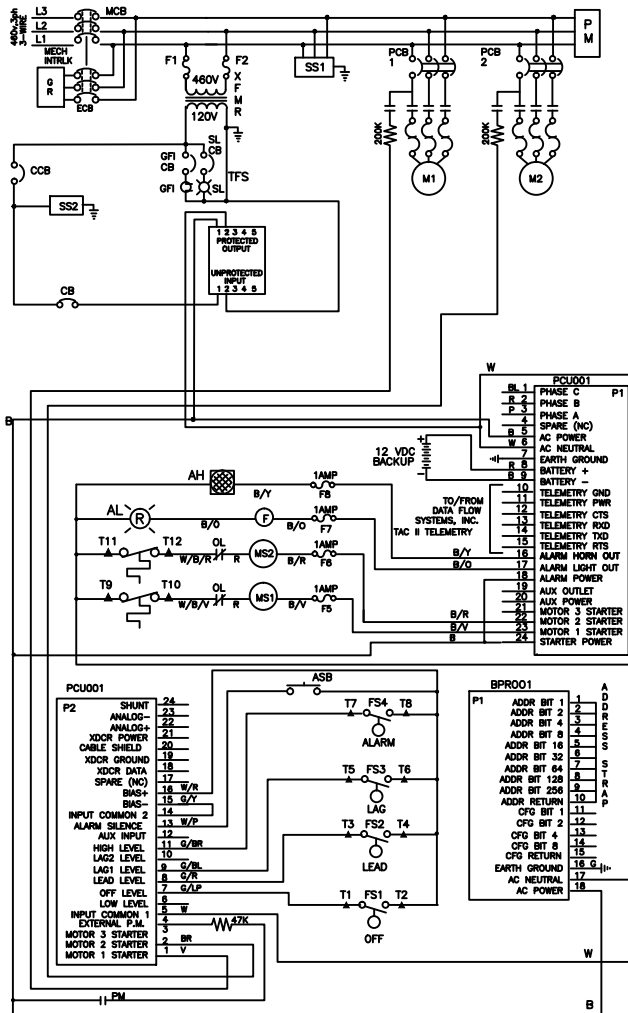 460v,3ph
3-WIRE
L3
L2
L1
MCB
MECH
INTRLK
GR
ECB
F1
F2
460V
120V
XFMR
SS1
PCB
1
PCB
2
PM
200K
200K
M1
M2
CCB
SS2
GFI
CB
SL
CB
TFS
GFI
SL
1 2 3 4 5
PROTECTED
OUTPUT
UNPROTECTED
INPUT
1 2 3 4 5
CB
W
B
PCU001
P1
BL 1 PHASE C
R 2 PHASE B
P 3 PHASE A
4 SPARE (NC)
B 5 AC POWER
W 6 AC NEUTRAL
7 EARTH GROUND
R 8 BATTERY +
B 9 BATTERY -
10 TELEMETRY GND
11 TELEMETRY PWR
12 TELEMETRY CTS
13 TELEMETRY RXD
14 TELEMETRY TXD
15 TELEMETRY RTS
B/Y 16 ALARM HORN OUT
B/O 17 ALARM LIGHT OUT
18 ALARM POWER
19 AUX OUTLET
20 AUX POWER
21 MOTOR 3 STARTER
B/R 22 MOTOR 2 STARTER
B/V 23 MOTOR 1 STARTER
B 24 STARTER POWER
+
12 VDC
BACKUP
-
TO/FROM
DATA FLOW
SYSTEMS, INC.
TAC II TELEMETRY
AH
B/Y
1AMP
F8
AL
R
B/O
F
B/O
1AMP
F7
T11
T12
W/B/R
OL
R
MS2
B/R
1AMP
F6
T9
T10
W/B/V
OL
R
MS1
B/V
1AMP
F5
PCU001
P2
SHUNT 24
ANALOG- 23
ANALOG+ 22
XDCR POWER 21
CABLE SHIELD 20
XDCR GROUND 19
XDCR DATA 18
SPARE (NC) 17
BIAS+ 16 W/R
BIAS- 15 G/Y
INPUT COMMON 2 14
ALARM SILENCE 13 W/P
AUX INPUT 12
HIGH LEVEL 11 G/BR
LAG2 LEVEL 10
LAG1 LEVEL 9 G/BL
LEAD LEVEL 8 G/R
OFF LEVEL 7 G/LP
LOW LEVEL 6
INPUT COMMON 1 5 W
EXTERNAL P.M. 4
MOTOR 3 STARTER 3
MOTOR 2 STARTER 2 BR
MOTOR 1 STARTER 1 V
47K
PM
ASB
T7 FS4 T8
ALARM
T5 FS3 T6
LAG
T3 FS2 T4
LEAD
T1 FS1 T2
OFF
BPR001
P1
ADDR BIT 1 1
ADDR BIT 2 2
ADDR BIT 4 3
ADDR BIT 8 4
ADDR BIT 16 5
ADDR BIT 32 6
ADDR BIT 64 7
ADDR BIT 128 8
ADDR BIT 256 9
ADDR RETURN 10
CFG BIT 1 11
CFG BIT 2 12
CFG BIT 4 13
CFG BIT 8 14
CFG RETURN 15
EARTH GROUND 16 G
AC NEUTRAL 17
AC POWER 18
ADDRESS STRAP
W
B